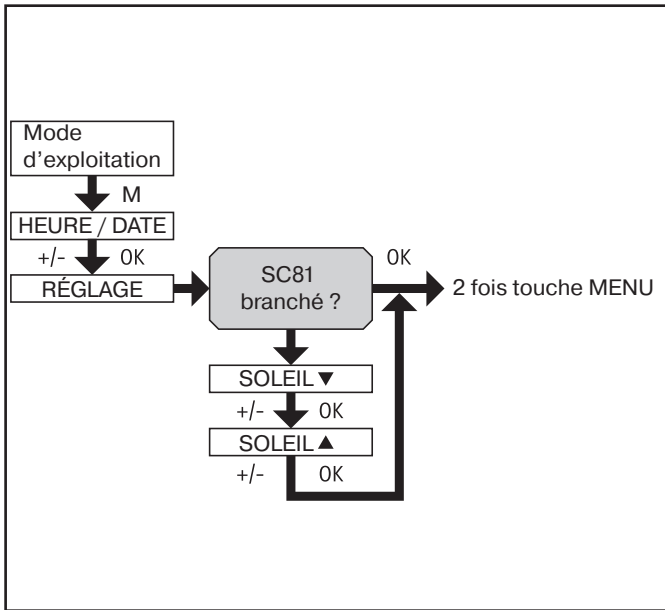 Mode
d'exploitation
M
HEURE / DATE
+/- OK
RÉGLAGE
SC81
branché ?
OK
2 fois touche MENU
SOLEIL ▼
+/- OK
SOLEIL ▲
+/- OK